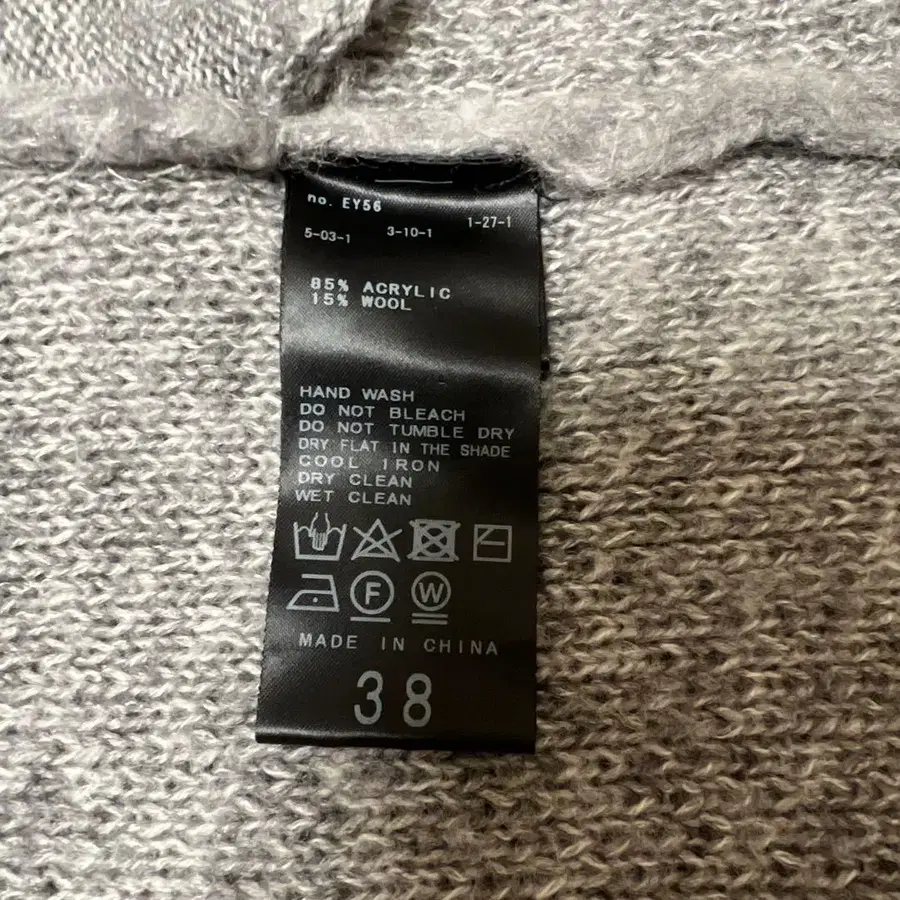 no. EY56
5-03-1 3-10-1 1-27-1
85% ACRYLIC
15% WOOL
HAND WASH
DO NOT BLEACH
DO NOT TUMBLE DRY
DRY FLAT IN THE SHADE
COOL IRON
DRY CLEAN
WET CLEAN
F W
MADE IN CHINA
38